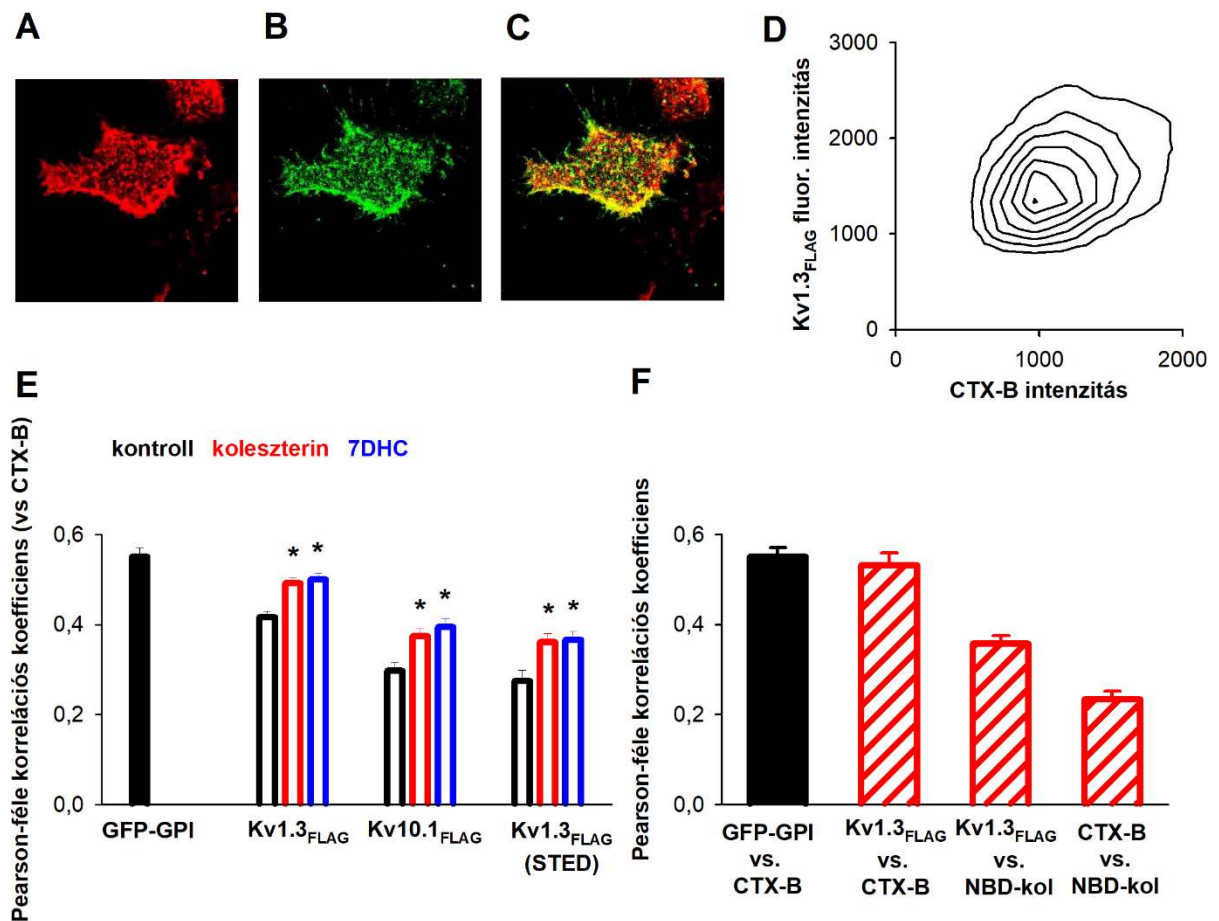 A
B
C
D
3000
2000
1000
0
Kv1.3FLAG fluor. intenzitás
0 1000 2000
CTX-B intenzitás
E
kontroll koleszterin 7DHC
Pearson-féle korrelációs koefficiens (vs CTX-B)
0,6
0,4
0,2
0,0
* *
* *
* *
GFP-GPI
Kv1.3FLAG
Kv10.1FLAG
Kv1.3FLAG
(STED)
F
Pearson-féle korrelációs koefficiens
0,6
0,4
0,2
0,0
GFP-GPI
vs.
CTX-B
Kv1.3FLAG
vs.
CTX-B
Kv1.3FLAG
vs.
NBD-kol
CTX-B
vs.
NBD-kol